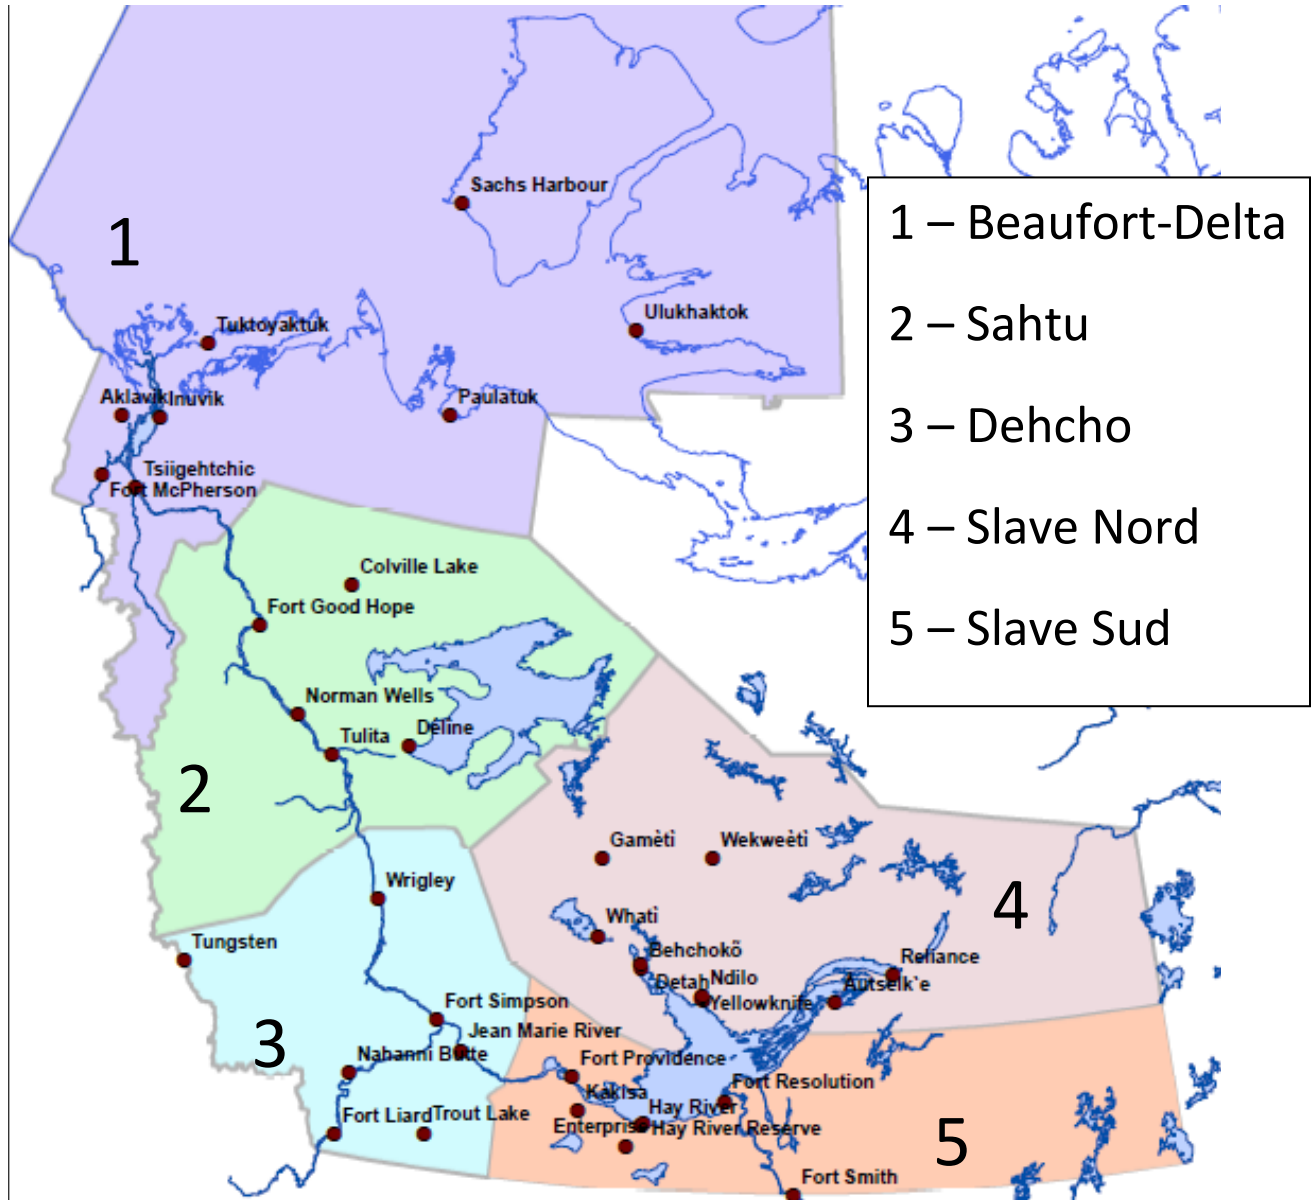 Sachs Harbour
1
1 – Beaufort-Delta
2 – Sahtu
3 – Dehcho
4 – Slave Nord
5 – Slave Sud
Ulukhaktok
Tuktoyaktuk
Aklavik
Inuvik
Paulatuk
Tsiigehtchic
Fort McPherson
Colville Lake
Fort Good Hope
Norman Wells
Tulita
Déline
2
Gamètì
Wekweètì
Wrigley
4
Whatì
Tungsten
Behchokõ
Reliance
Detah
Ndilo
Łutselk`e
Yellowknife
Fort Simpson
Jean Marie River
3
Nahanni Butte
Fort Providence
Fort Resolution
Kakisa
Hay River
Fort Liard
Trout Lake
Enterprise
Hay River Reserve
5
Fort Smith